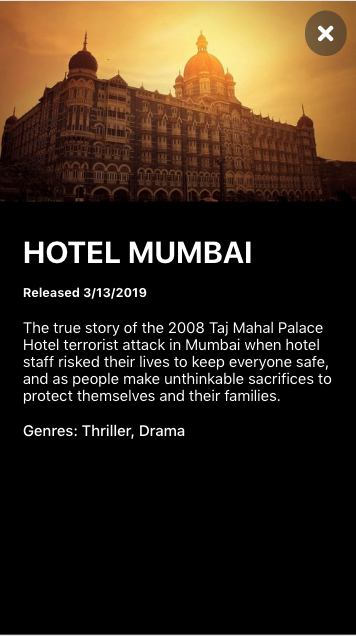 HOTEL MUMBAI
Released 3/13/2019
The true story of the 2008 Taj Mahal Palace
Hotel terrorist attack in Mumbai when hotel
staff risked their lives to keep everyone safe,
and as people make unthinkable sacrifices to
protect themselves and their families.
Genres: Thriller, Drama